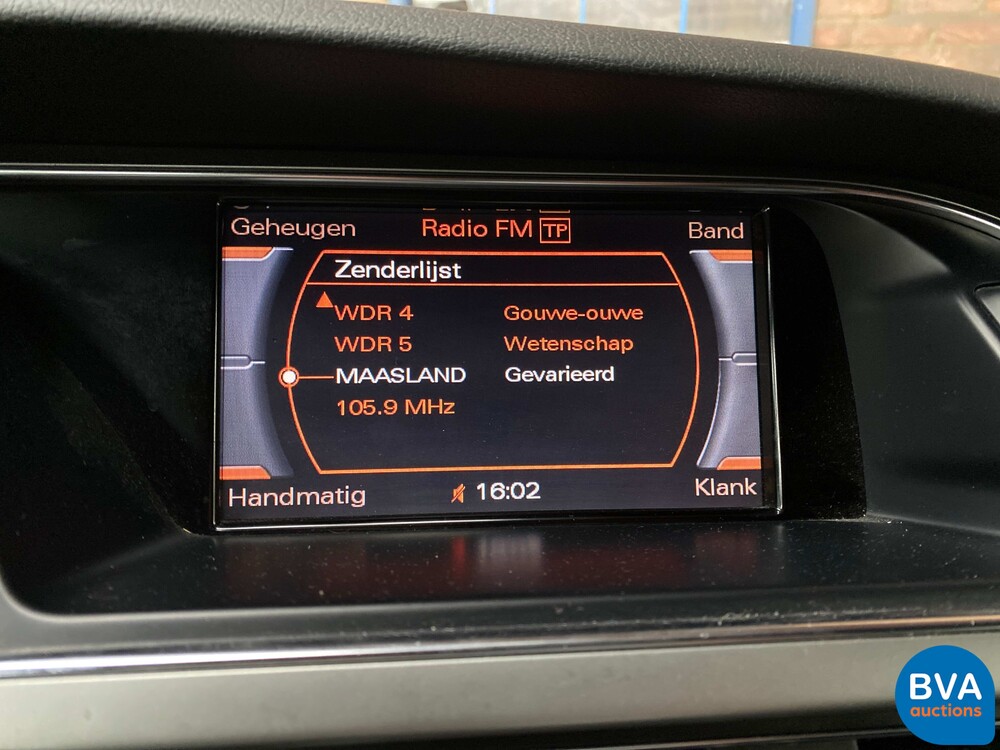 Geheugen Radio FM TP Band
Zenderlijst
WDR 4 Gouwe-ouwe
WDR 5 Wetenschap
MAASLAND Gevarieerd
105.9 MHz
Handmatig 16:02 Klank
BVA
auctions